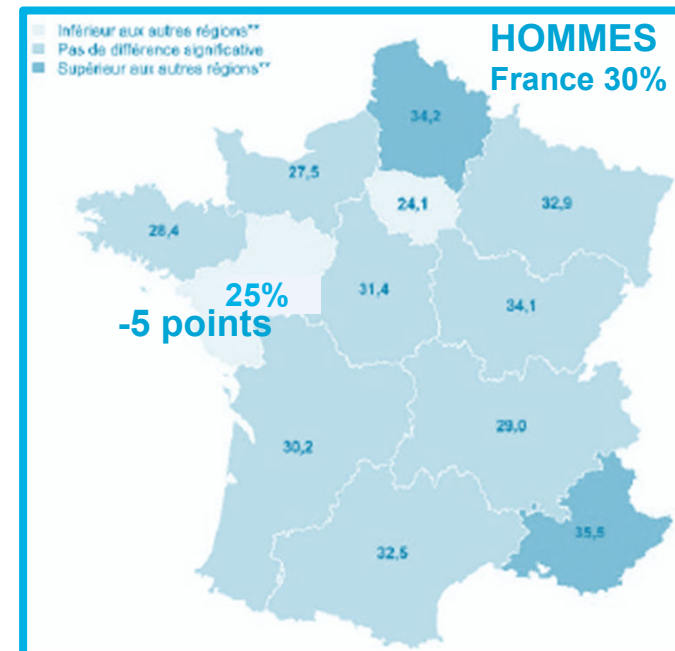 Inférieur aux autres régions**
Pas de différence significative
Supérieur aux autres régions**
HOMMES
France 30%
34,2
27,5
24,1
32,9
28,4
25%
-5 points
31,4
34,1
29,0
30,2
32,5
35,5